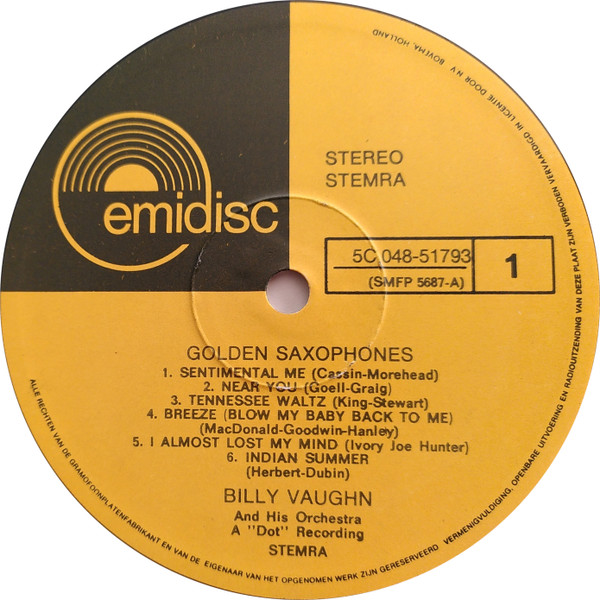 emidisc
STEREO
STEMRA
5C 048-51793
(SMFP 5687-A)
1
GOLDEN SAXOPHONES
1. SENTIMENTAL ME (Cassin-Morehead)
2. NEAR YOU (Goell-Graig)
3. TENNESSEE WALTZ (King-Stewart)
4. BREEZE (BLOW MY BABY BACK TO ME)
(MacDonald-Goodwin-Hanley)
5. I ALMOST LOST MY MIND (Ivory Joe Hunter)
6. INDIAN SUMMER
(Herbert-Dubin)
BILLY VAUGHN
And His Orchestra
A "Dot" Recording
STEMRA
ALLE RECHTEN VAN DE GRAMOFOONPLATENFABRIKANT EN VAN DE EIGENAAR VAN HET OPGENOMEN WERK ZIJN GERESERVEERD VERMENIGVULDIGING, OPENBARE UITVOERING EN RADIOUITZENDING VAN DEZE PLAAT ZIJN VERBODEN VERVAARDIGD IN LICENTIE DOOR N.V. BOVEMA HOLLAND